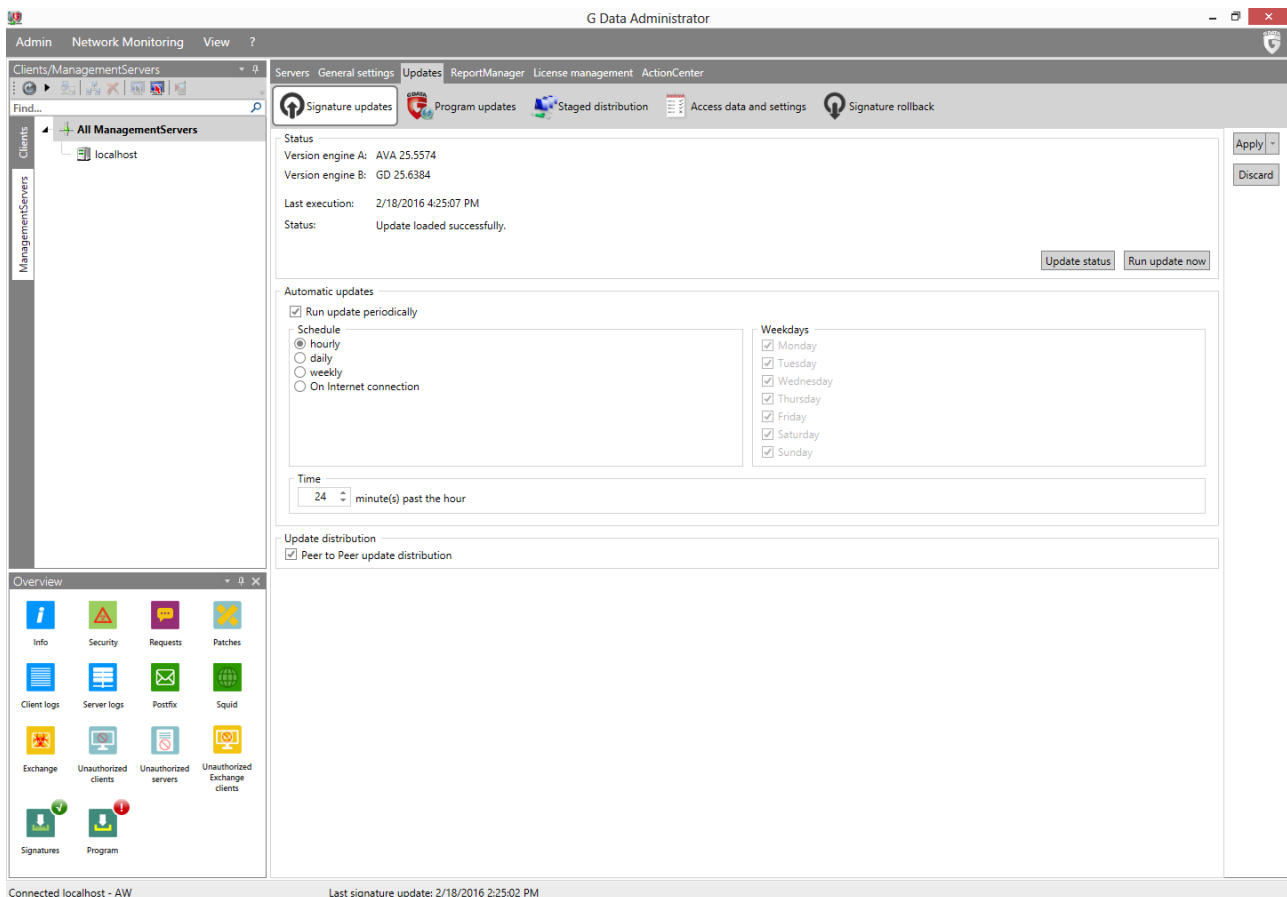 G Data Administrator
Admin Network Monitoring View ?
G DATA
Clients/ManagementServers
Find...
Clients
ManagementServers
All ManagementServers
localhost
Servers General settings Updates ReportManager License management ActionCenter
Signature updates Program updates Staged distribution Access data and settings Signature rollback
Status
Version engine A: AVA 25.5574
Version engine B: GD 25.6384
Last execution: 2/18/2016 4:25:07 PM
Status: Update loaded successfully.
Update status Run update now
Apply
Discard
Automatic updates
Run update periodically
Schedule
hourly
daily
weekly
On Internet connection
Weekdays
Monday
Tuesday
Wednesday
Thursday
Friday
Saturday
Sunday
Time
24 minute(s) past the hour
Update distribution
Peer to Peer update distribution
Overview
Info Security Requests Patches
Client logs Server logs Postfix Squid
Exchange Unauthorized clients Unauthorized servers Unauthorized Exchange clients
Signatures Program
Connected localhost - AW Last signature update: 2/18/2016 2:25:02 PM